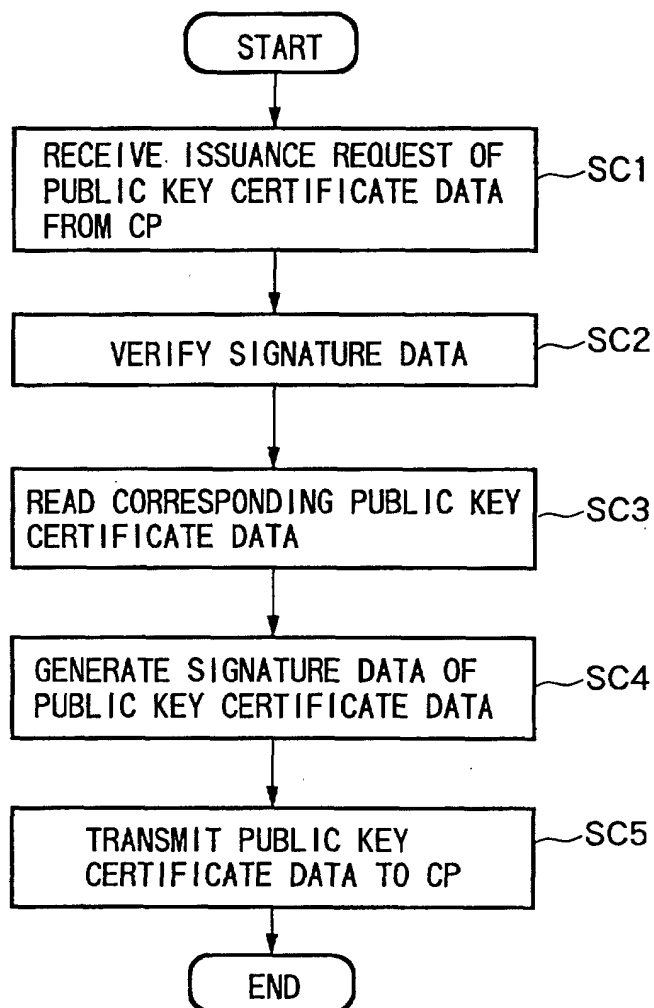 START
RECEIVE ISSUANCE REQUEST OF
PUBLIC KEY CERTIFICATE DATA
FROM CP
SC1
VERIFY SIGNATURE DATA
SC2
READ CORRESPONDING PUBLIC KEY
CERTIFICATE DATA
SC3
GENERATE SIGNATURE DATA OF
PUBLIC KEY CERTIFICATE DATA
SC4
TRANSMIT PUBLIC KEY
CERTIFICATE DATA TO CP
SC5
END